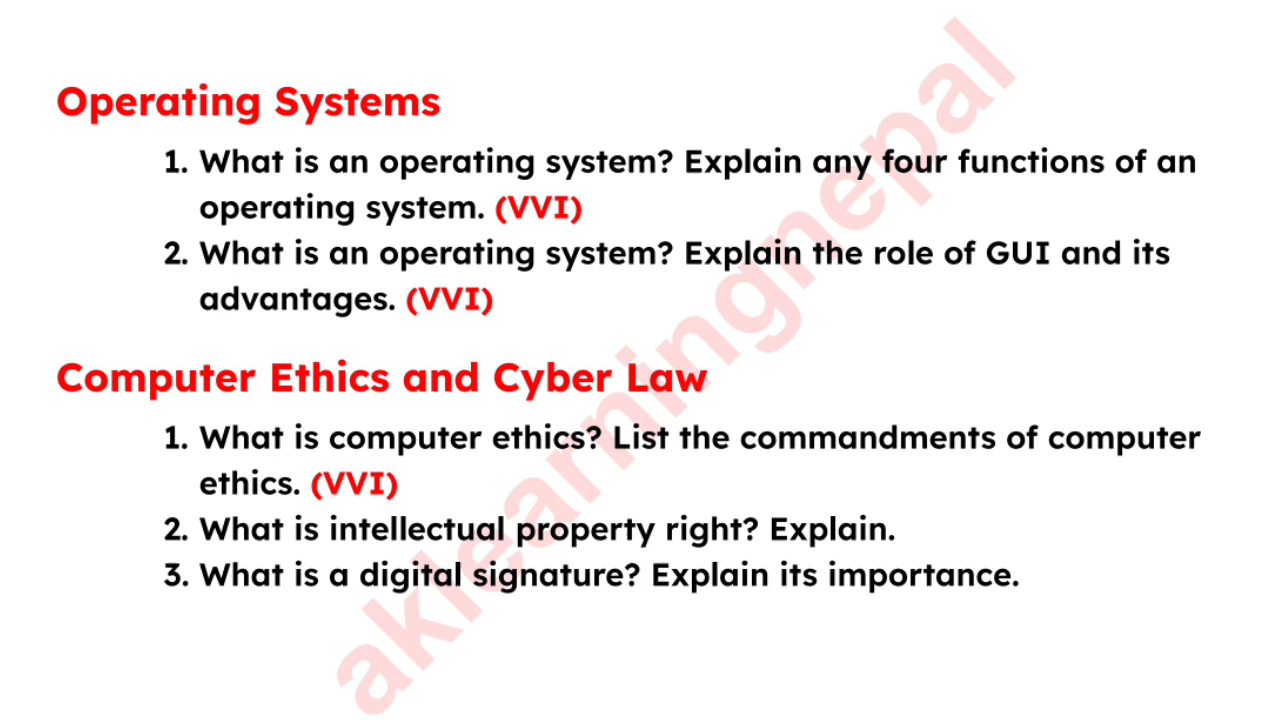 Operating Systems
1. What is an operating system? Explain any four functions of an
operating system. (VVI)
2. What is an operating system? Explain the role of GUI and its
advantages. (VVI)
Computer Ethics and Cyber Law
1. What is computer ethics? List the commandments of computer
ethics. (VVI)
2. What is intellectual property right? Explain.
3. What is a digital signature? Explain its importance.
aklearningnepal